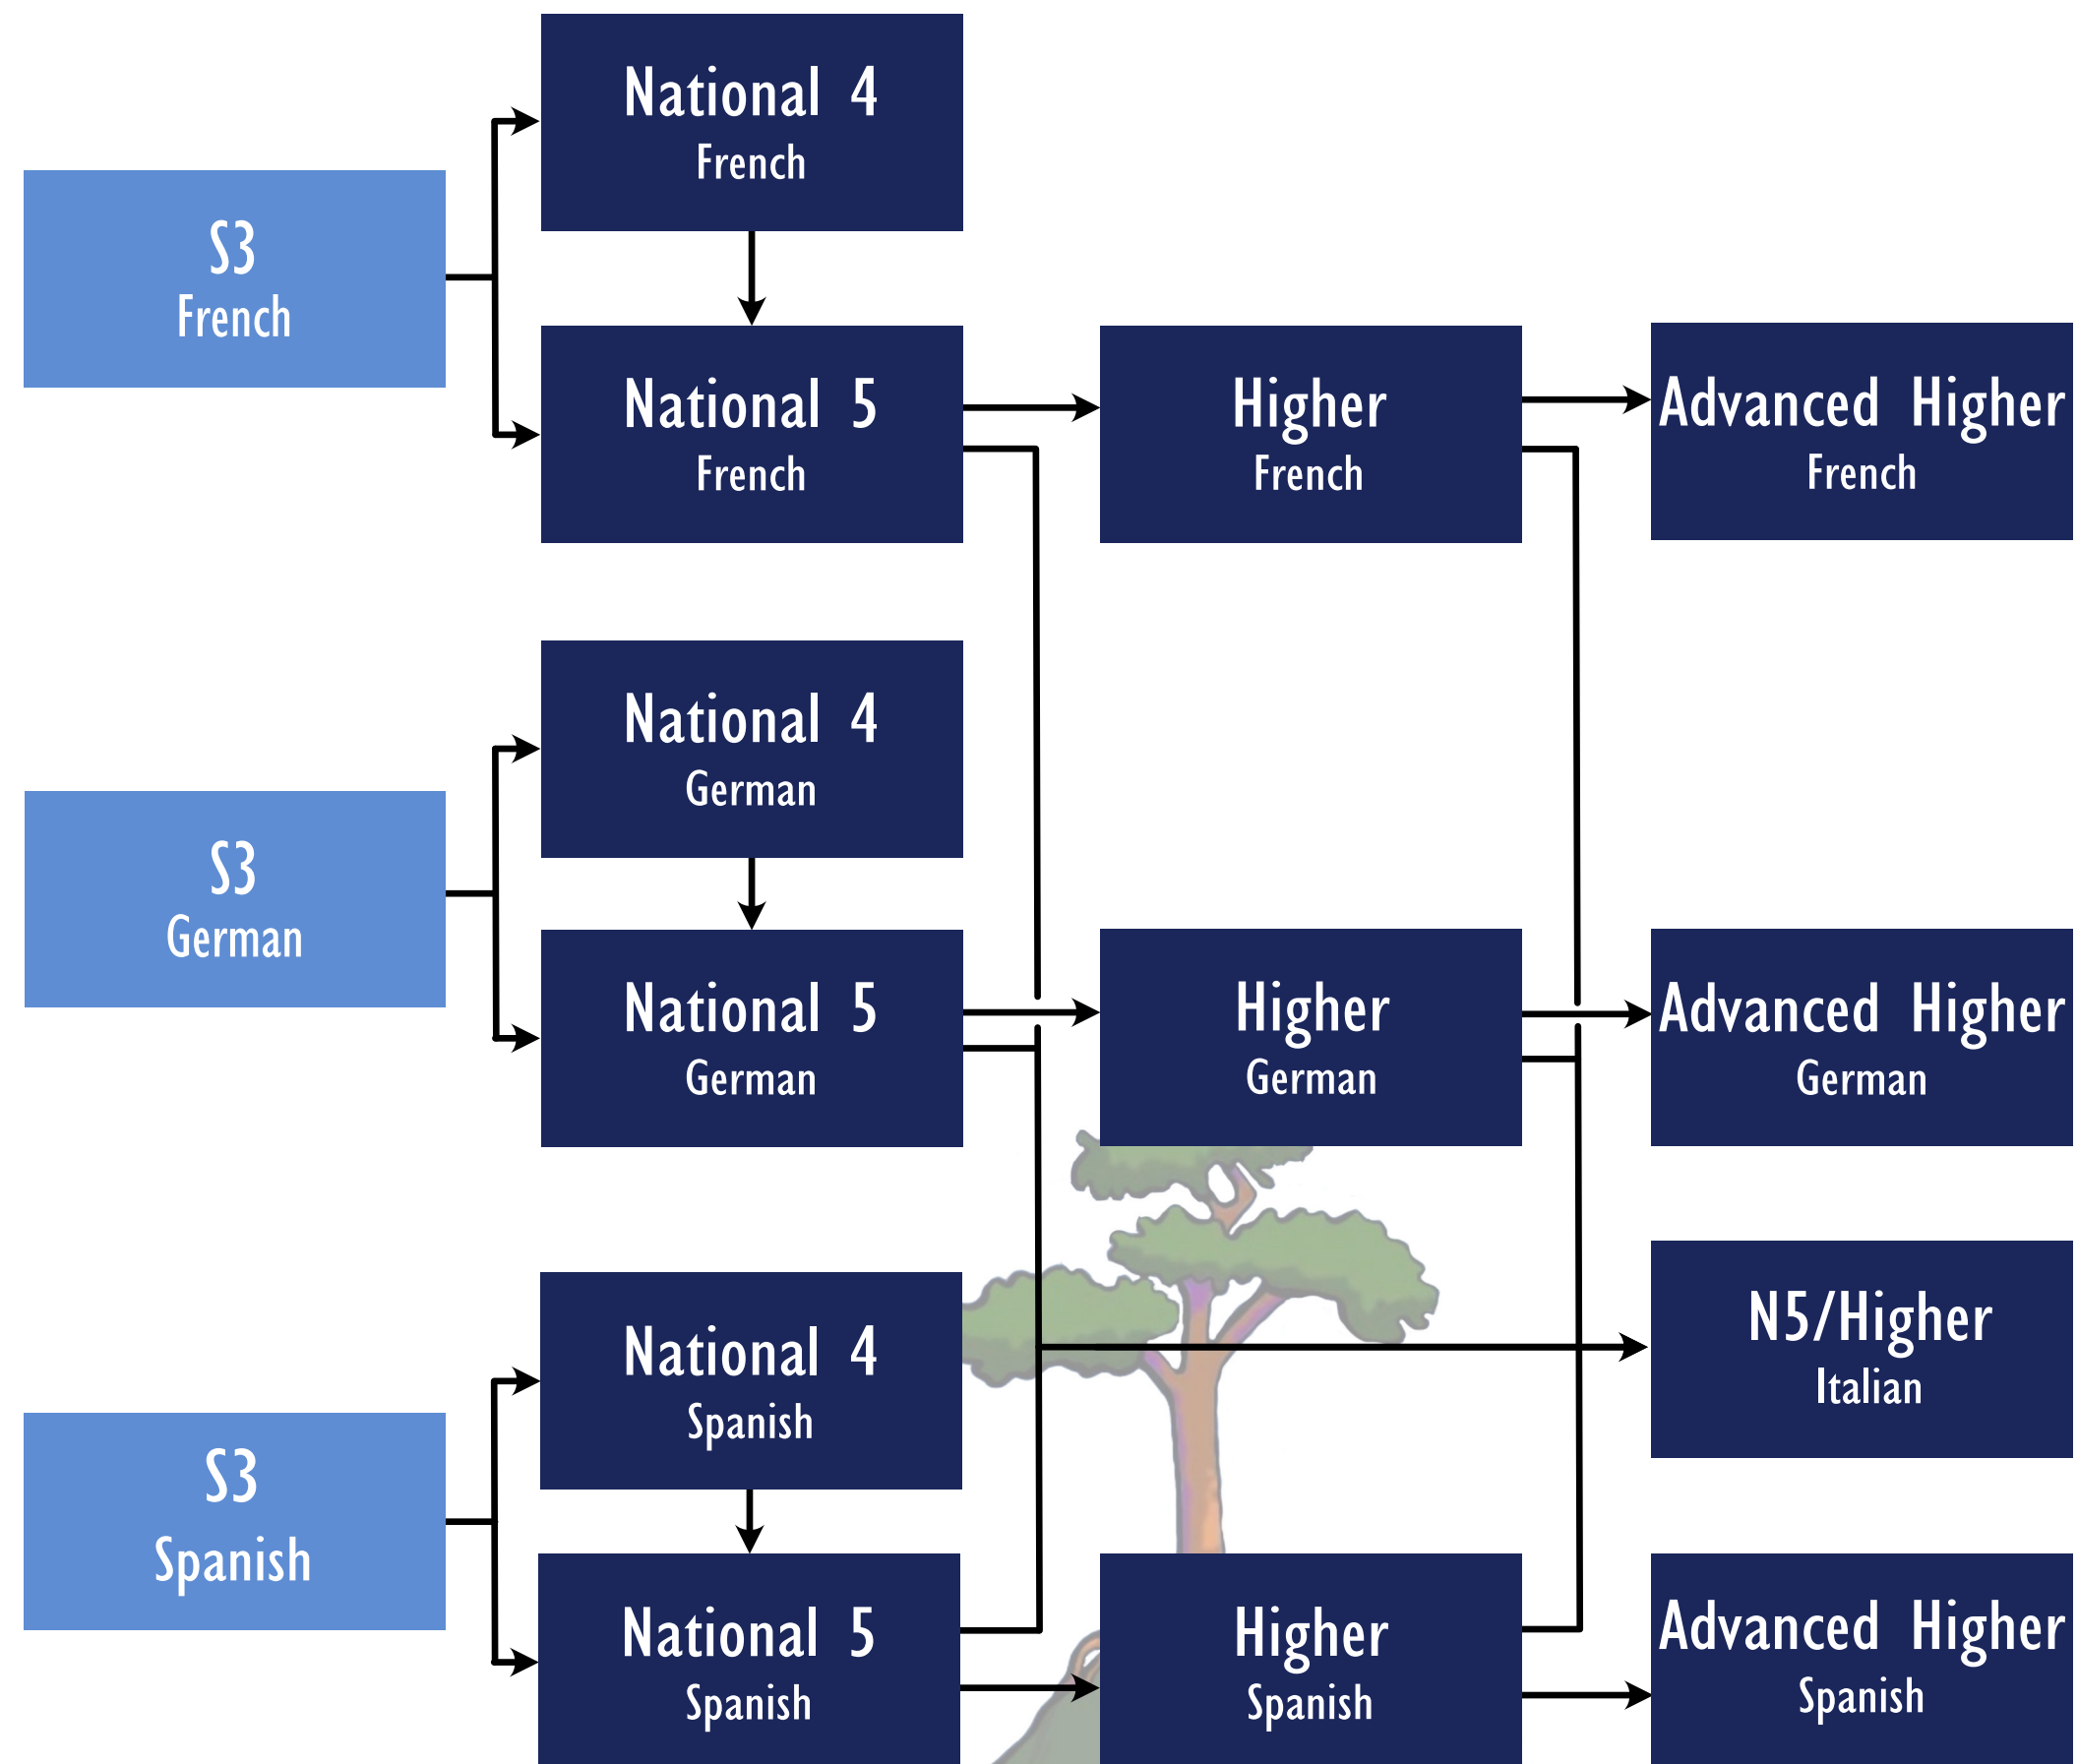 National 4
French
S3
French
National 5
French
Higher
French
Advanced Higher
French
National 4
German
S3
German
National 5
German
Higher
German
Advanced Higher
German
N5/Higher
Italian
National 4
Spanish
S3
Spanish
National 5
Spanish
Higher
Spanish
Advanced Higher
Spanish